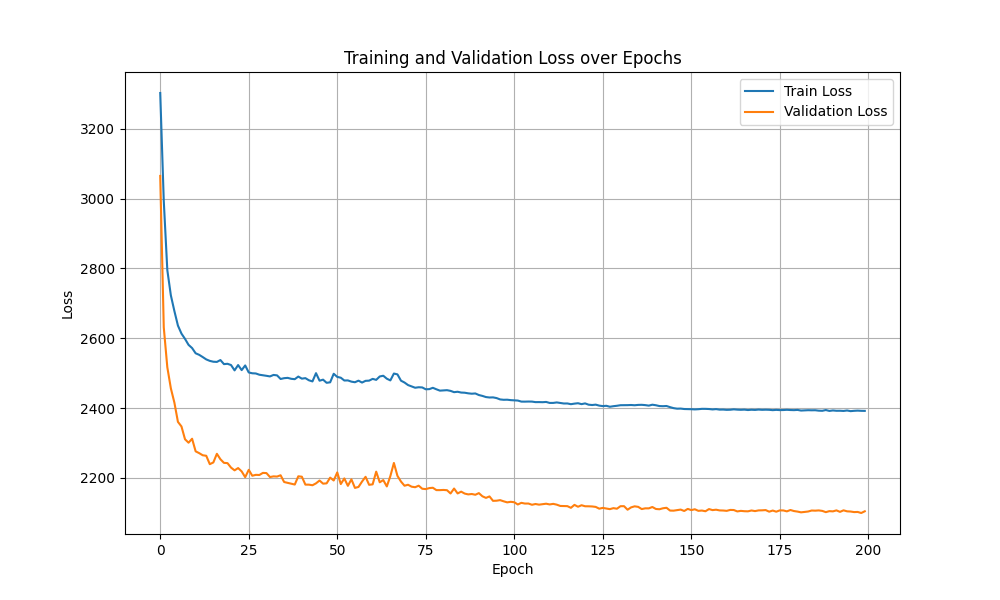 Training and Validation Loss over Epochs
Train Loss
Validation Loss
3200
3000
2800
2600
2400
2200
Loss
0 25 50 75 100 125 150 175 200
Epoch